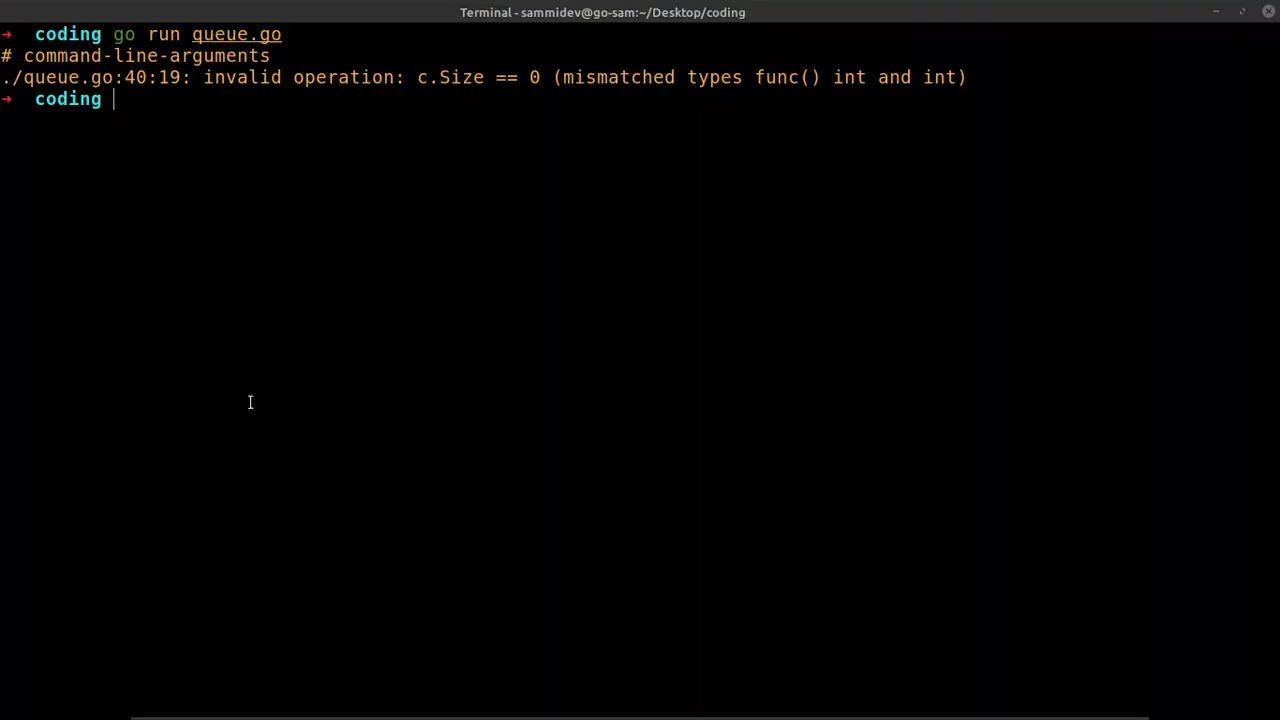 Terminal - sammidev@go-sam:~/Desktop/coding
➜ coding go run queue.go
# command-line-arguments
./queue.go:40:19: invalid operation: c.Size == 0 (mismatched types func() int and int)
➜ coding